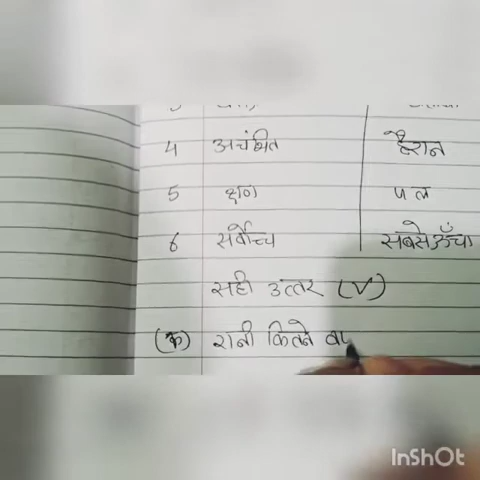 4 अचंभित हैरान
5 क्षण पल
6 सर्वोच्च सबसे ऊँचा
सही उत्तर (✓)
(क) रानी कितने
InShOt